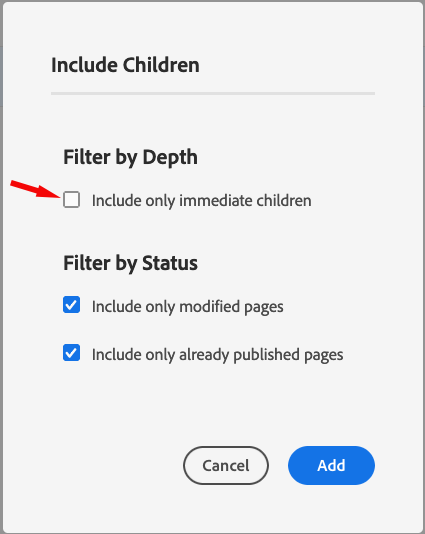 Include Children
Filter by Depth
Include only immediate children
Filter by Status
Include only modified pages
Include only already published pages
Cancel
Add